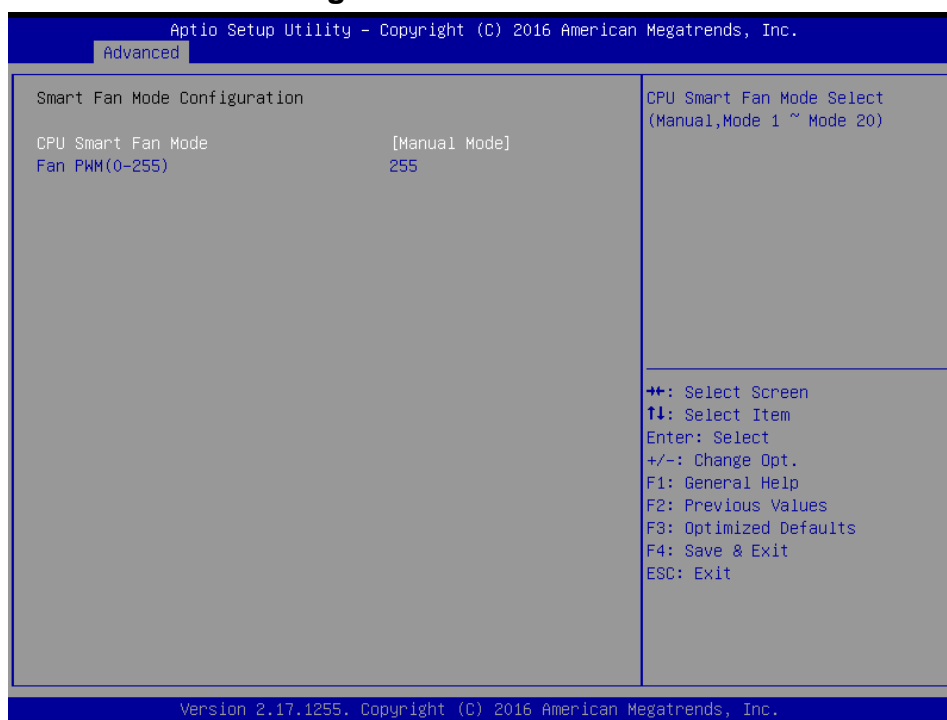 g
Aptio Setup Utility – Copyright (C) 2016 American Megatrends, Inc.
Advanced
Smart Fan Mode Configuration
CPU Smart Fan Mode [Manual Mode]
Fan PWM(0-255) 255
CPU Smart Fan Mode Select
(Manual,Mode 1 ~ Mode 20)
→←: Select Screen
↑↓: Select Item
Enter: Select
+/-: Change Opt.
F1: General Help
F2: Previous Values
F3: Optimized Defaults
F4: Save & Exit
ESC: Exit
Version 2.17.1255. Copyright (C) 2016 American Megatrends, Inc.